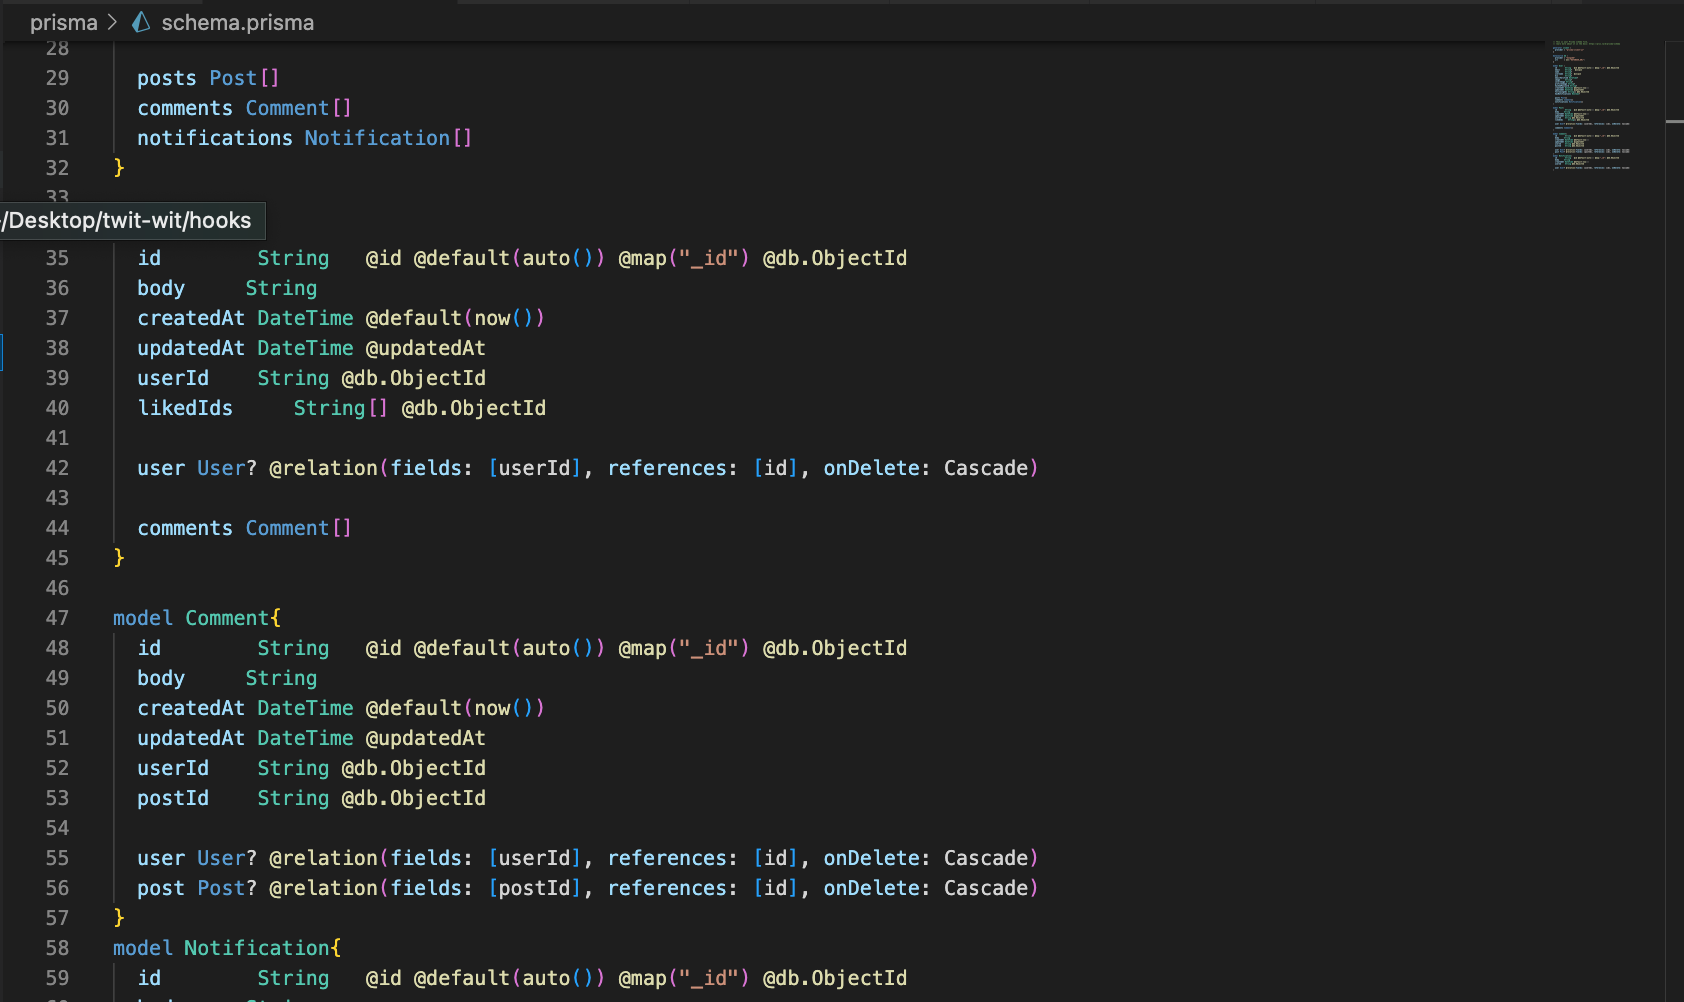 prisma > schema.prisma
28
29 posts Post[]
30 comments Comment[]
31 notifications Notification[]
32 }
33
/Desktop/twit-wit/hooks
35 id String @id @default(auto()) @map("_id") @db.ObjectId
36 body String
37 createdAt DateTime @default(now())
38 updatedAt DateTime @updatedAt
39 userId String @db.ObjectId
40 likedIds String[] @db.ObjectId
41
42 user User? @relation(fields: [userId], references: [id], onDelete: Cascade)
43
44 comments Comment[]
45 }
46
47 model Comment{
48 id String @id @default(auto()) @map("_id") @db.ObjectId
49 body String
50 createdAt DateTime @default(now())
51 updatedAt DateTime @updatedAt
52 userId String @db.ObjectId
53 postId String @db.ObjectId
54
55 user User? @relation(fields: [userId], references: [id], onDelete: Cascade)
56 post Post? @relation(fields: [postId], references: [id], onDelete: Cascade)
57 }
58 model Notification{
59 id String @id @default(auto()) @map("_id") @db.ObjectId